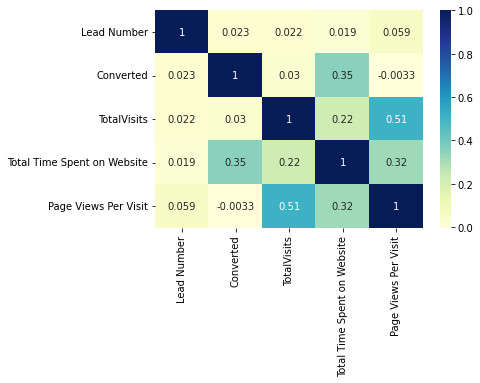 Lead Number 1 0.023 0.022 0.019 0.059
Converted 0.023 1 0.03 0.35 -0.0033
TotalVisits 0.022 0.03 1 0.22 0.51
Total Time Spent on Website 0.019 0.35 0.22 1 0.32
Page Views Per Visit 0.059 -0.0033 0.51 0.32 1
Lead Number
Converted
TotalVisits
Total Time Spent on Website
Page Views Per Visit
1.0
0.8
0.6
0.4
0.2
0.0